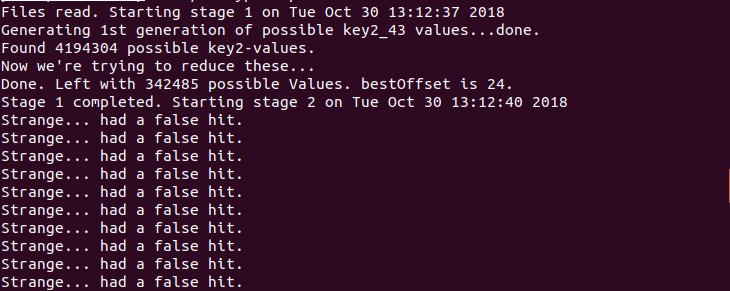 Files read. Starting stage 1 on Tue Oct 30 13:12:37 2018
Generating 1st generation of possible key2_43 values...done.
Found 4194304 possible key2-values.
Now we're trying to reduce these...
Done. Left with 342485 possible Values. bestOffset is 24.
Stage 1 completed. Starting stage 2 on Tue Oct 30 13:12:40 2018
Strange... had a false hit.
Strange... had a false hit.
Strange... had a false hit.
Strange... had a false hit.
Strange... had a false hit.
Strange... had a false hit.
Strange... had a false hit.
Strange... had a false hit.
Strange... had a false hit.
Strange... had a false hit.